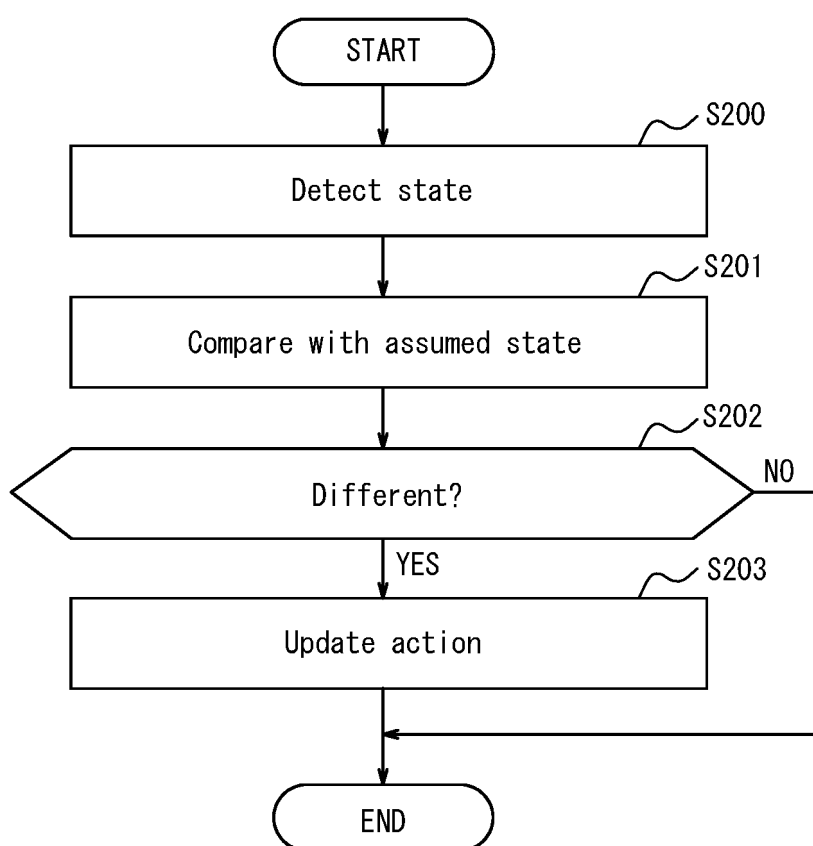 START
S200
Detect state
S201
Compare with assumed state
S202
Different?
NO
YES
S203
Update action
END